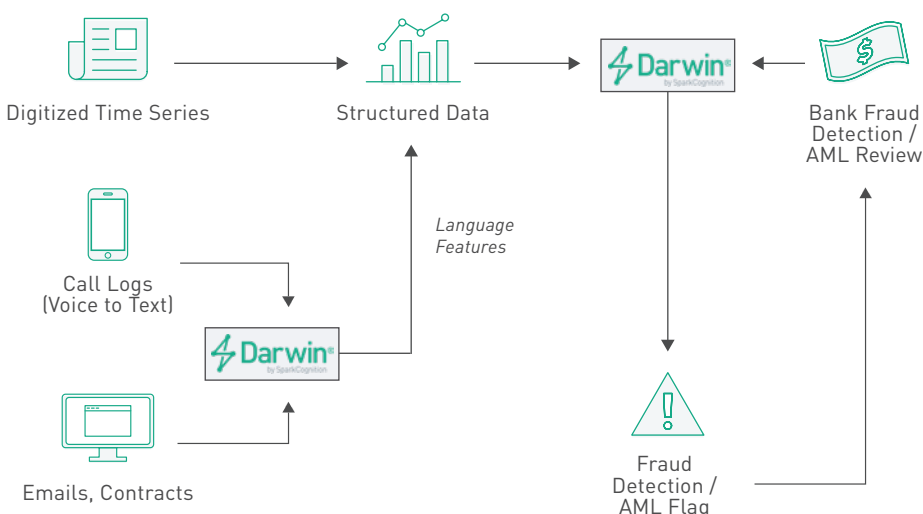 Darwin®
by SparkCognition
Digitized Time Series
Structured Data
Bank Fraud
Detection /
AML Review
Language
Features
Call Logs
(Voice to Text)
Darwin®
by SparkCognition
Emails, Contracts
Fraud
Detection /
AML Flag